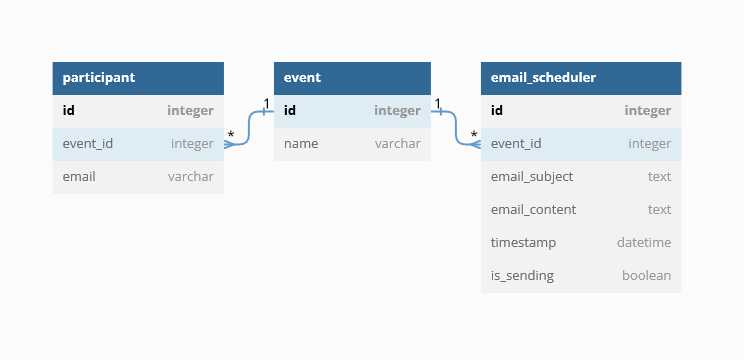 participant
id integer
event_id integer
email varchar
1
*
event
id integer
name varchar
1
*
email_scheduler
id integer
event_id integer
email_subject text
email_content text
timestamp datetime
is_sending boolean